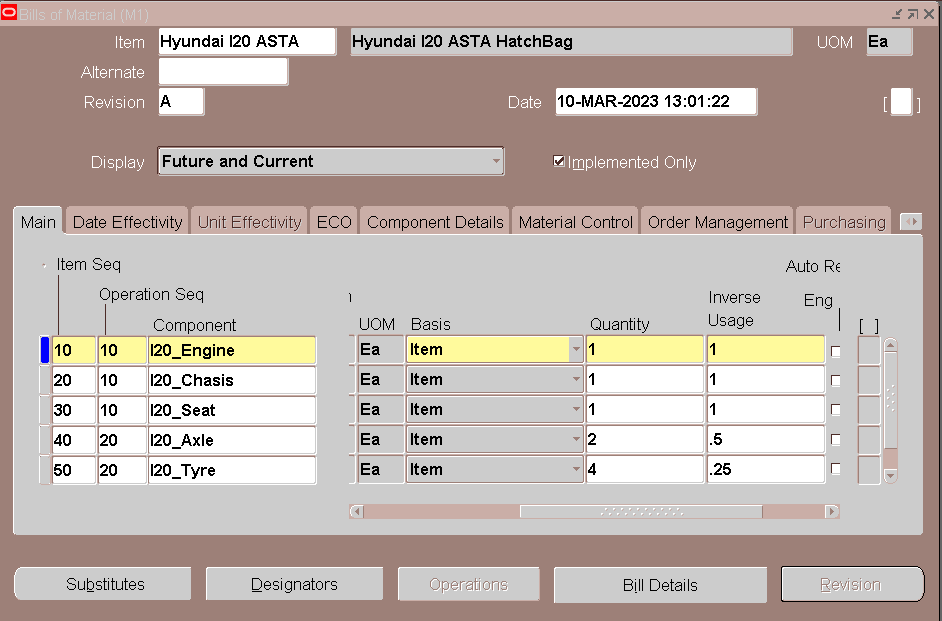 Bills of Material (M1)
Item Hyundai I20 ASTA Hyundai I20 ASTA HatchBag UOM Ea
Alternate
Revision A Date 10-MAR-2023 13:01:22 [ ]
Display Future and Current Implemented Only
Main Date Effectivity Unit Effectivity ECO Component Details Material Control Order Management Purchasing
Item Seq Auto Re
Operation Seq Inverse Eng
Component UOM Basis Quantity Usage [ ]
10 10 I20_Engine Ea Item 1 1
20 10 I20_Chasis Ea Item 1 1
30 10 I20_Seat Ea Item 1 1
40 20 I20_Axle Ea Item 2 .5
50 20 I20_Tyre Ea Item 4 .25
Substitutes Designators Operations Bill Details Revision